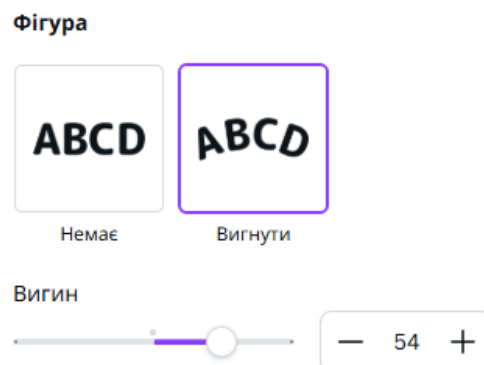 Фігура
ABCD ABCD
Немає Вигнути
Вигин
— 54 +